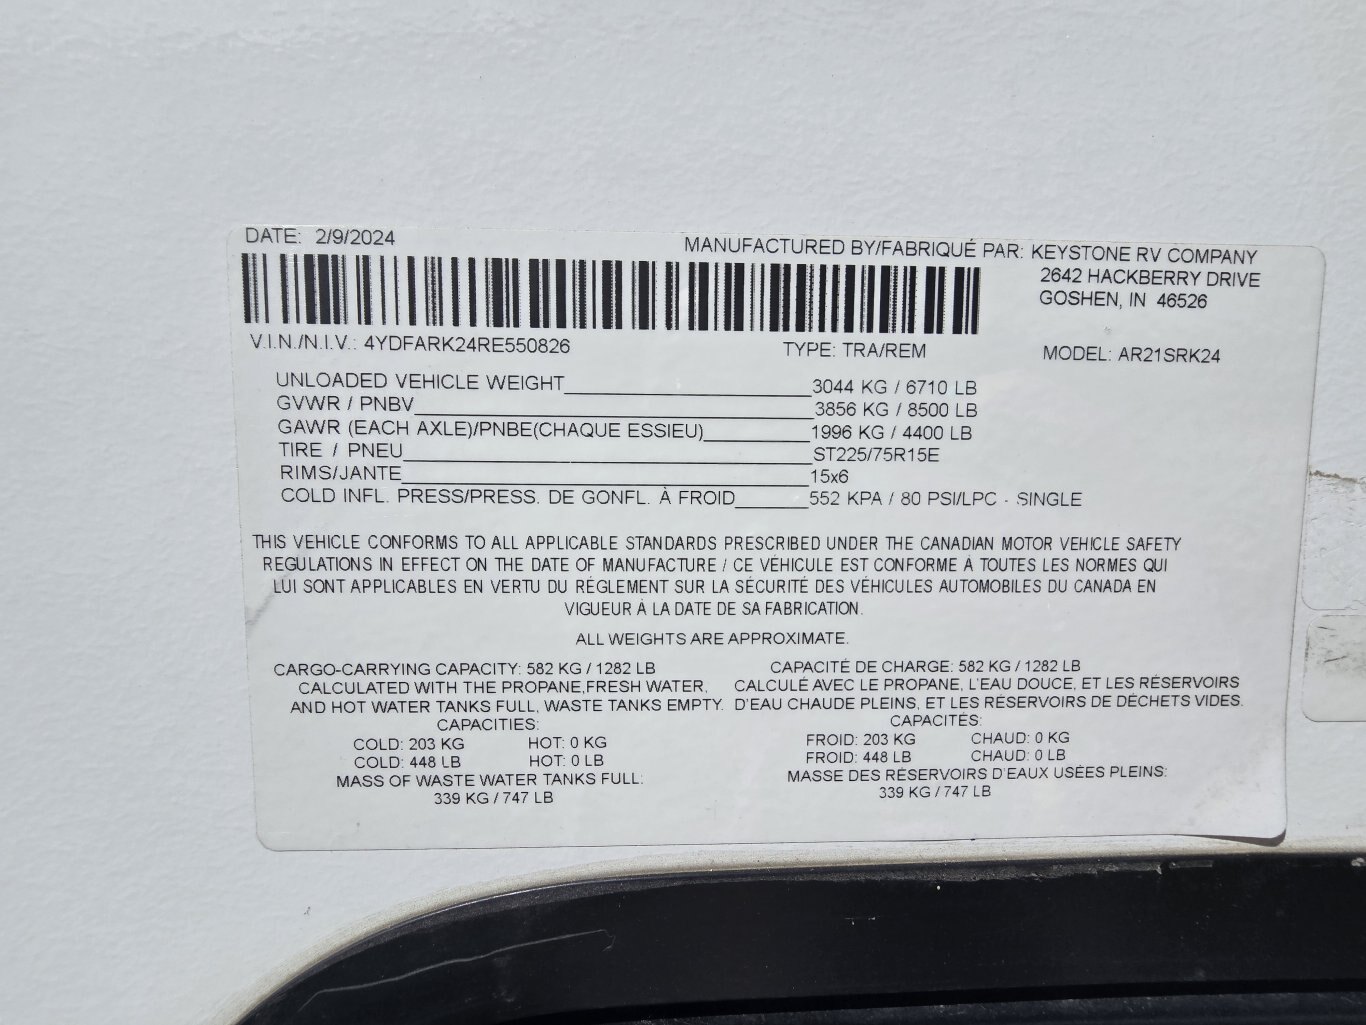 DATE: 2/9/2024
MANUFACTURED BY/FABRIQUÉ PAR: KEYSTONE RV COMPANY
2642 HACKBERRY DRIVE
GOSHEN, IN 46526
V.I.N./N.I.V.: 4YDFARK24RE550826 TYPE: TRA/REM MODEL: AR21SRK24
UNLOADED VEHICLE WEIGHT 3044 KG / 6710 LB
GVWR / PNBV 3856 KG / 8500 LB
GAWR (EACH AXLE)/PNBE(CHAQUE ESSIEU) 1996 KG / 4400 LB
TIRE / PNEU ST225/75R15E
RIMS/JANTE 15x6
COLD INFL. PRESS/PRESS. DE GONFL. À FROID 552 KPA / 80 PSI/LPC - SINGLE
THIS VEHICLE CONFORMS TO ALL APPLICABLE STANDARDS PRESCRIBED UNDER THE CANADIAN MOTOR VEHICLE SAFETY
REGULATIONS IN EFFECT ON THE DATE OF MANUFACTURE / CE VÉHICULE EST CONFORME À TOUTES LES NORMES QUI
LUI SONT APPLICABLES EN VERTU DU RÉGLEMENT SUR LA SÉCURITÉ DES VÉHICULES AUTOMOBILES DU CANADA EN
VIGUEUR À LA DATE DE SA FABRICATION.
ALL WEIGHTS ARE APPROXIMATE.
CARGO-CARRYING CAPACITY: 582 KG / 1282 LB
CALCULATED WITH THE PROPANE,FRESH WATER,
AND HOT WATER TANKS FULL, WASTE TANKS EMPTY.
CAPACITIES:
COLD: 203 KG HOT: 0 KG
COLD: 448 LB HOT: 0 LB
MASS OF WASTE WATER TANKS FULL:
339 KG / 747 LB
CAPACITÉ DE CHARGE: 582 KG / 1282 LB
CALCULÉ AVEC LE PROPANE, L'EAU DOUCE, ET LES RÉSERVOIRS
D'EAU CHAUDE PLEINS, ET LES RÉSERVOIRS DE DÉCHETS VIDES.
CAPACITÉS:
FROID: 203 KG CHAUD: 0 KG
FROID: 448 LB CHAUD: 0 LB
MASSE DES RÉSERVOIRS D'EAUX USÉES PLEINS:
339 KG / 747 LB